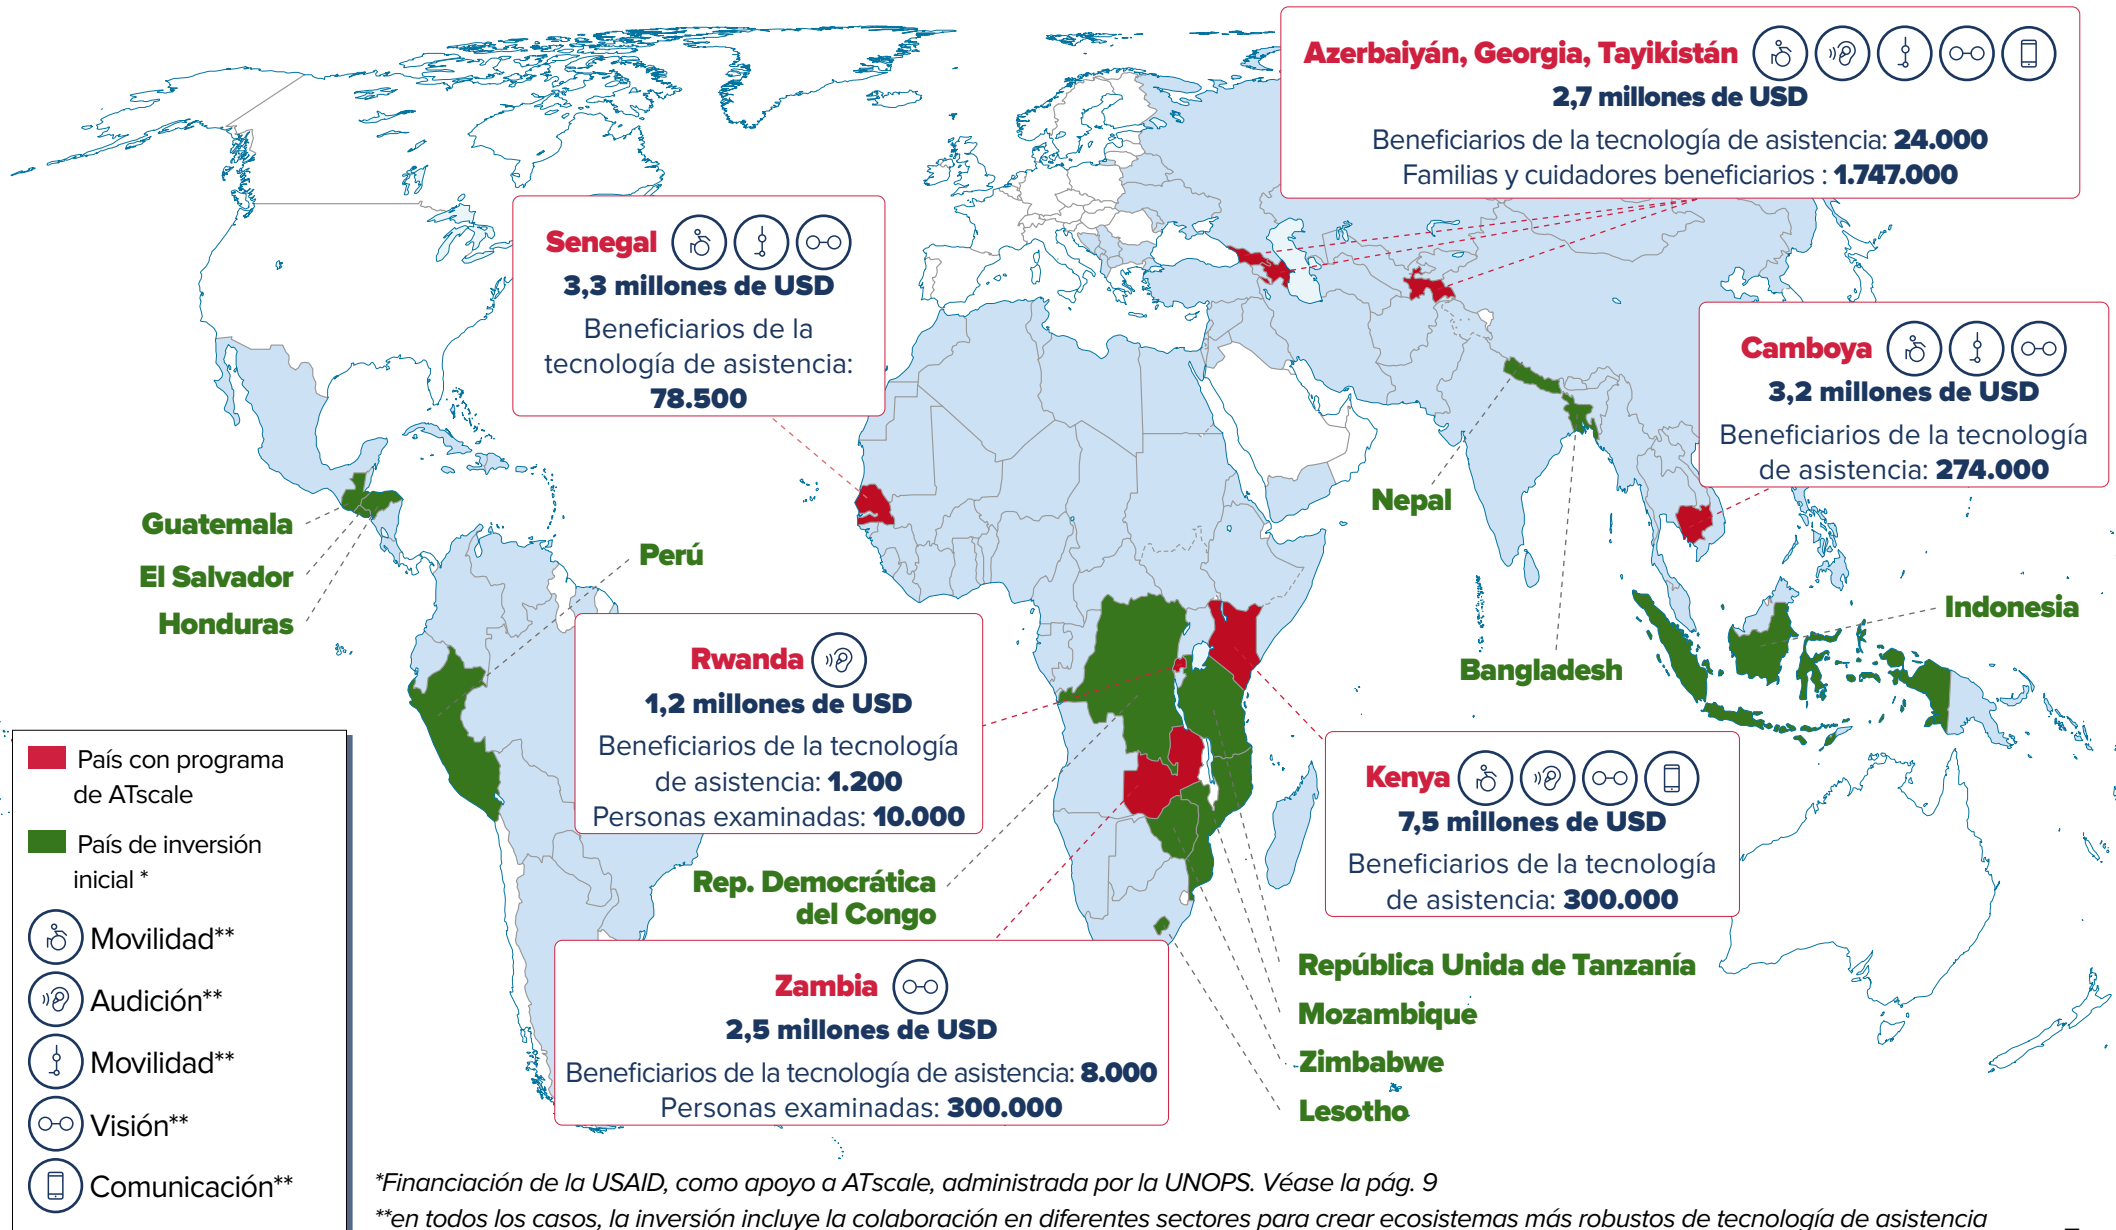 Azerbaiyán, Georgia, Tayikistán
2,7 millones de USD
Beneficiarios de la tecnología de asistencia: 24.000
Familias y cuidadores beneficiarios : 1.747.000
Senegal
3,3 millones de USD
Beneficiarios de la
tecnología de asistencia:
78.500
Camboya
3,2 millones de USD
Beneficiarios de la tecnología
de asistencia: 274.000
Nepal
Guatemala
El Salvador
Honduras
Perú
Indonesia
Bangladesh
Rwanda
1,2 millones de USD
Beneficiarios de la tecnología
de asistencia: 1.200
Personas examinadas: 10.000
Kenya
7,5 millones de USD
Beneficiarios de la tecnología
de asistencia: 300.000
Rep. Democrática
del Congo
Zambia
2,5 millones de USD
Beneficiarios de la tecnología de asistencia: 8.000
Personas examinadas: 300.000
República Unida de Tanzanía
Mozambique
Zimbabwe
Lesotho
País con programa
de ATscale
País de inversión
inicial *
Movilidad**
Audición**
Movilidad**
Visión**
Comunicación**
*Financiación de la USAID, como apoyo a ATscale, administrada por la UNOPS. Véase la pág. 9
**en todos los casos, la inversión incluye la colaboración en diferentes sectores para crear ecosistemas más robustos de tecnología de asistencia